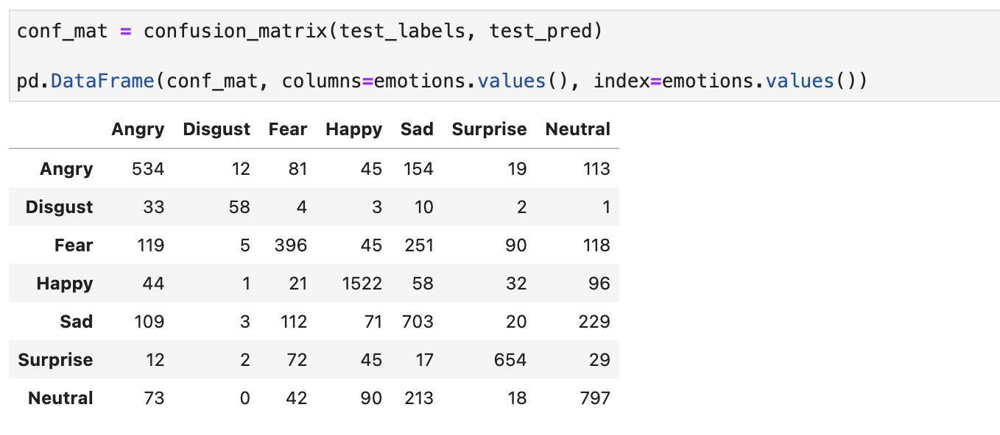 conf_mat = confusion_matrix(test_labels, test_pred)
pd.DataFrame(conf_mat, columns=emotions.values(), index=emotions.values())
Angry Disgust Fear Happy Sad Surprise Neutral
Angry 534 12 81 45 154 19 113
Disgust 33 58 4 3 10 2 1
Fear 119 5 396 45 251 90 118
Happy 44 1 21 1522 58 32 96
Sad 109 3 112 71 703 20 229
Surprise 12 2 72 45 17 654 29
Neutral 73 0 42 90 213 18 797